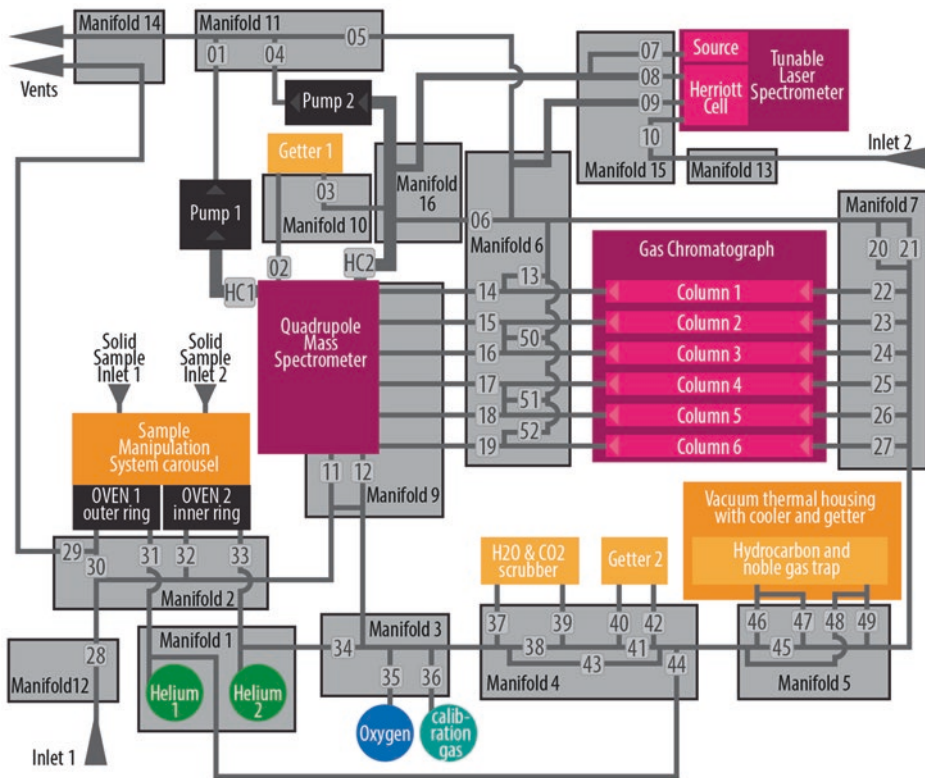 Manifold 14
Manifold 11
05
01
04
Vents
Pump 2
Getter 1
03
Manifold 10
Manifold
16
Pump 1
02
HC2
HC1
07
08
09
10
Source
Herriott
Cell
Tunable
Laser
Spectrometer
Manifold 15
Manifold 13
Inlet 2
06
Manifold 6
13
14
15
50
16
17
51
18
52
19
Manifold 7
20
21
22
23
24
25
26
27
Gas Chromatograph
Column 1
Column 2
Column 3
Column 4
Column 5
Column 6
Quadrupole
Mass
Spectrometer
Solid
Sample
Inlet 1
Solid
Sample
Inlet 2
Sample
Manipulation
System carousel
OVEN 1
outer ring
OVEN 2
inner ring
11
12
Manifold 9
29
30
31
32
33
Manifold 2
28
Manifold12
Inlet 1
Manifold 1
Helium
1
Helium
2
34
Manifold 3
35
36
Oxygen
calib-
ration
gas
H2O & CO2
scrubber
Getter 2
37
39
40
42
38
41
43
44
Manifold 4
Vacuum thermal housing
with cooler and getter
Hydrocarbon and
noble gas trap
46
47
48
49
45
Manifold 5